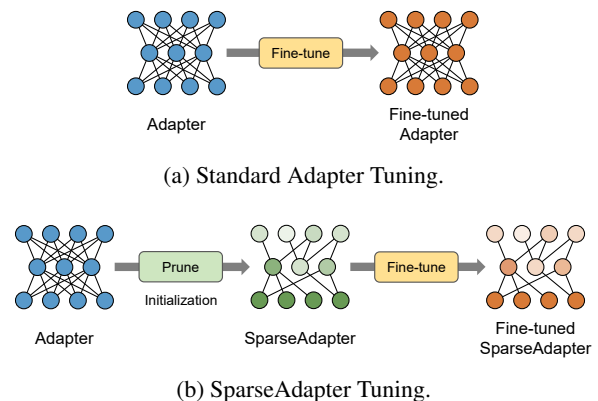 Fine-tune
Adapter
Fine-tuned
Adapter
(a) Standard Adapter Tuning.
Prune
Fine-tune
Initialization
Adapter
SparseAdapter
Fine-tuned
SparseAdapter
(b) SparseAdapter Tuning.